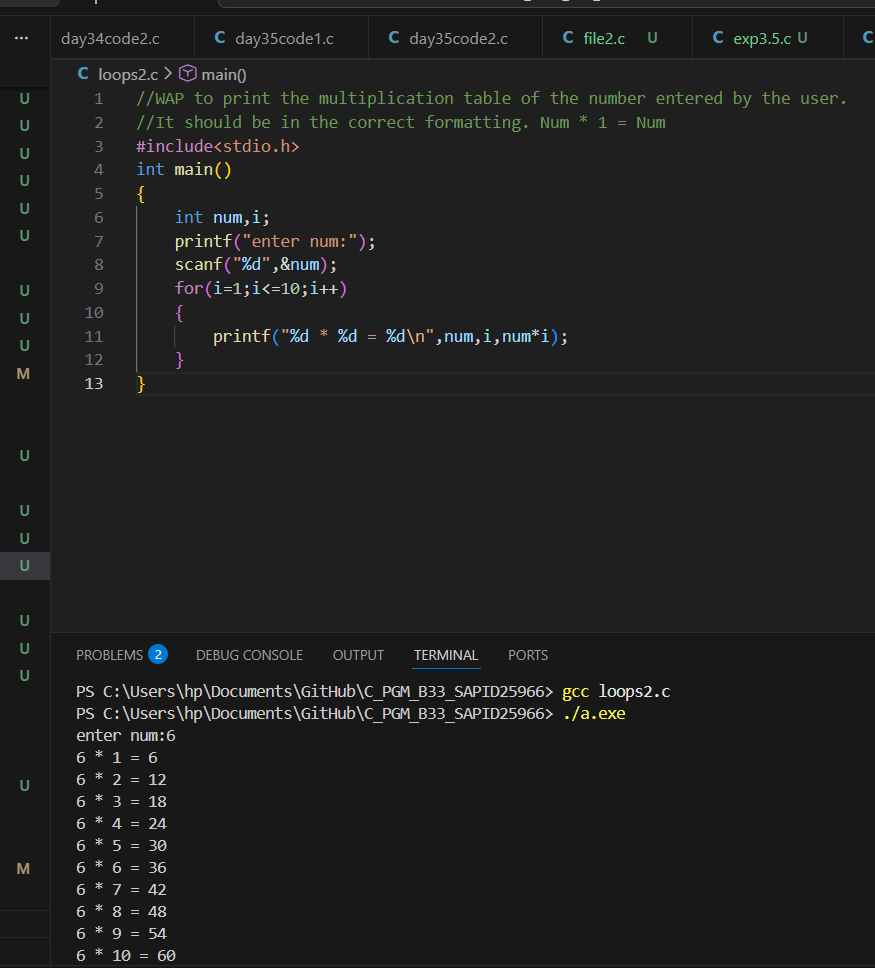 day34code2.c C day35code1.c C day35code2.c C file2.c U C exp3.5.c U C
C loops2.c > main()
U 1 //WAP to print the multiplication table of the number entered by the user.
U 2 //It should be in the correct formatting. Num * 1 = Num
U 3 #include<stdio.h>
U 4 int main()
U 5 {
U 6 int num,i;
7 printf("enter num:");
8 scanf("%d",&num);
U 9 for(i=1;i<=10;i++)
U 10 {
U 11 printf("%d * %d = %d\n",num,i,num*i);
M 12 }
13 }
U
U
U
U
U
U
U
PROBLEMS 2 DEBUG CONSOLE OUTPUT TERMINAL PORTS
PS C:\Users\hp\Documents\GitHub\C_PGM_B33_SAPID25966> gcc loops2.c
PS C:\Users\hp\Documents\GitHub\C_PGM_B33_SAPID25966> ./a.exe
enter num:6
6 * 1 = 6
6 * 2 = 12
U
6 * 3 = 18
6 * 4 = 24
6 * 5 = 30
M
6 * 6 = 36
6 * 7 = 42
6 * 8 = 48
6 * 9 = 54
6 * 10 = 60